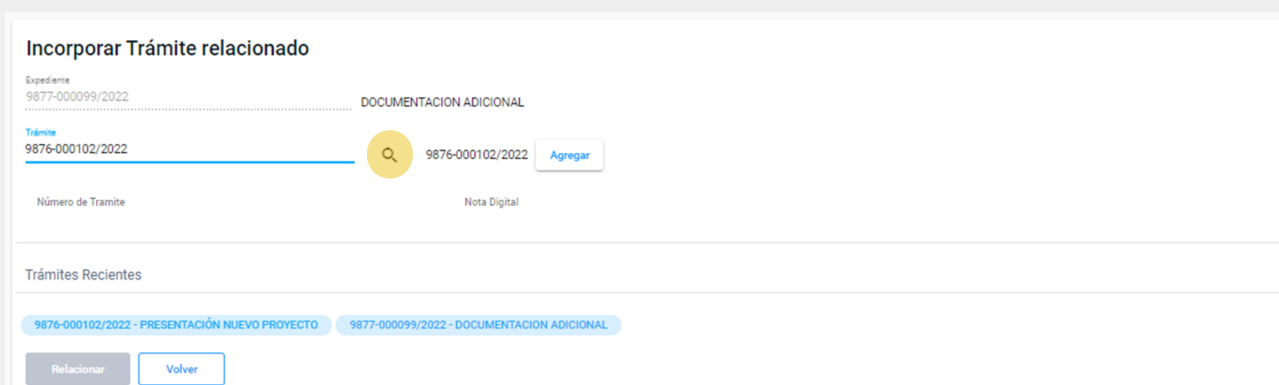 Incorporar Trámite relacionado
Expediente
9877-000099/2022
DOCUMENTACION ADICIONAL
Trámite
9876-000102/2022
9876-000102/2022 Agregar
Número de Tramite Nota Digital
Trámites Recientes
9876-000102/2022 - PRESENTACIÓN NUEVO PROYECTO 9877-000099/2022 - DOCUMENTACION ADICIONAL
Relacionar Volver